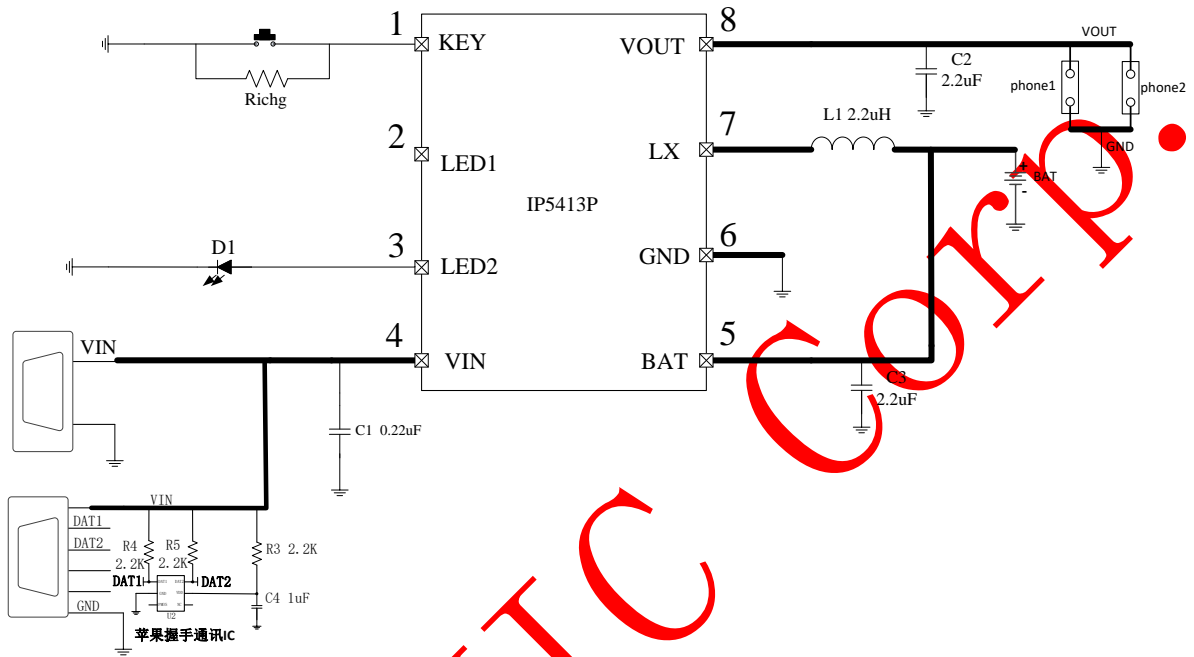 1
KEY
Richg
2
LED1
D1
3
LED2
VIN
4
VIN
IP5413P
8
VOUT
VOUT
C2
2.2uF
phone1
phone2
GND
7
LX
L1 2.2uH
+
BAT
-
6
GND
5
BAT
C3
2.2uF
C1 0.22uF
VIN
DAT1
DAT2
GND
R4
2.2K
R5
2.2K
R3 2.2K
DAT1
DAT2
C4 1uF
U2
苹果握手通讯IC
IC Corp.